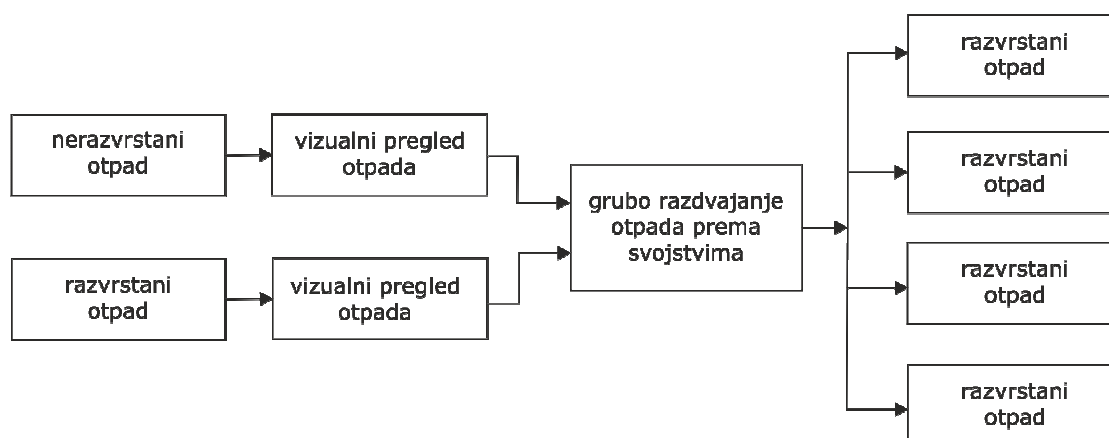 nerazvrstani
otpad
vizualni pregled
otpada
razvrstani
otpad
vizualni pregled
otpada
grubo razdvajanje
otpada prema
svojstvima
razvrstani
otpad
razvrstani
otpad
razvrstani
otpad
razvrstani
otpad